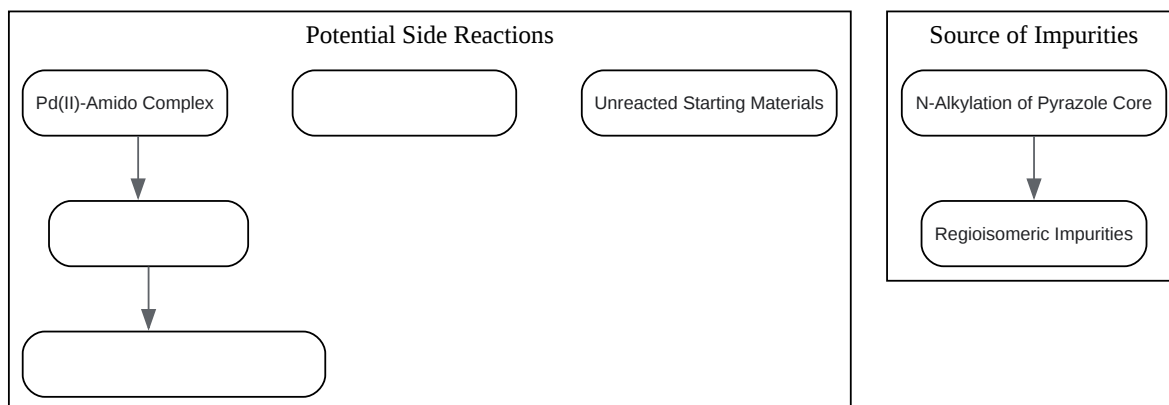 Potential Side Reactions
Pd(II)-Amido Complex
Unreacted Starting Materials
Source of Impurities
N-Alkylation of Pyrazole Core
Regioisomeric Impurities